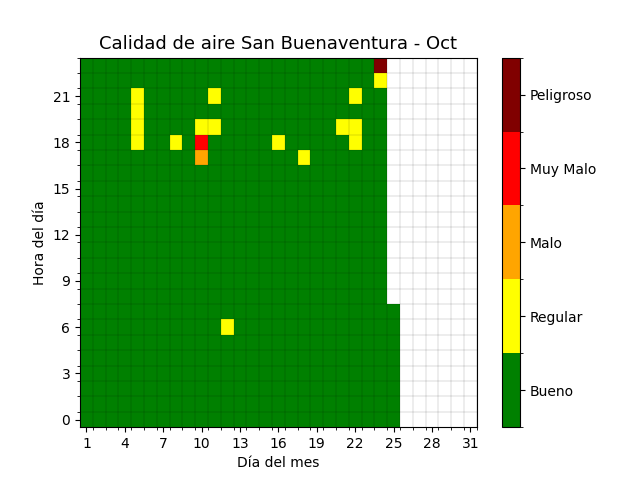 Calidad de aire San Buenaventura - Oct
Hora del día
21
18
15
12
9
6
3
0
1 4 7 10 13 16 19 22 25 28 31
Día del mes
Peligroso
Muy Malo
Malo
Regular
Bueno